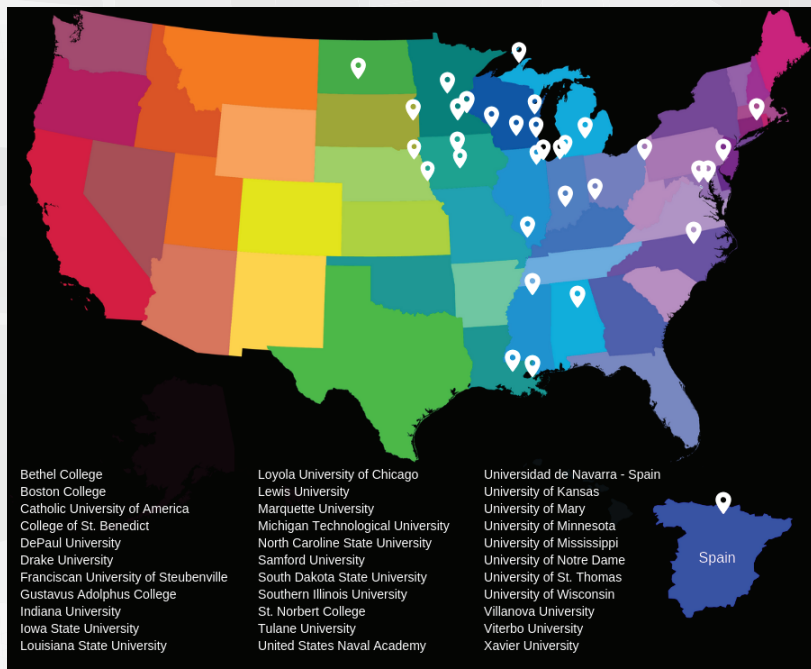 Bethel College
Boston College
Catholic University of America
College of St. Benedict
DePaul University
Drake University
Franciscan University of Steubenville
Gustavus Adolphus College
Indiana University
Iowa State University
Louisiana State University
Loyola University of Chicago
Lewis University
Marquette University
Michigan Technological University
North Caroline State University
Samford University
South Dakota State University
Southern Illinois University
St. Norbert College
Tulane University
United States Naval Academy
Universidad de Navarra - Spain
University of Kansas
University of Mary
University of Minnesota
University of Mississippi
University of Notre Dame
University of St. Thomas
University of Wisconsin
Villanova University
Viterbo University
Xavier University
Spain